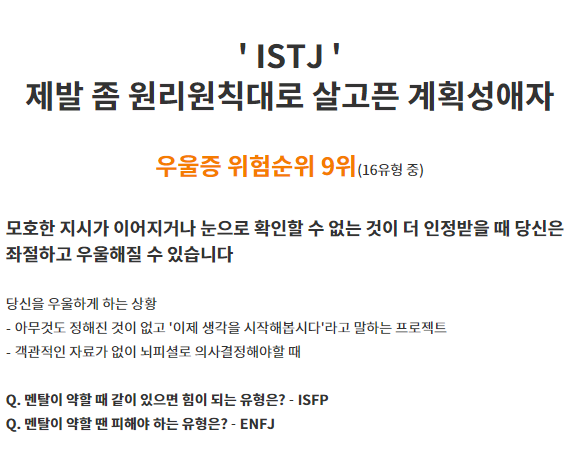 ' ISTJ '
제발 좀 원리원칙대로 살고픈 계획성애자
우울증 위험순위 9위(16유형 중)
모호한 지시가 이어지거나 눈으로 확인할 수 없는 것이 더 인정받을 때 당신은
좌절하고 우울해질 수 있습니다
당신을 우울하게 하는 상황
- 아무것도 정해진 것이 없고 '이제 생각을 시작해봅시다'라고 말하는 프로젝트
- 객관적인 자료가 없이 뇌피셜로 의사결정해야할 때
Q. 멘탈이 약할 때 같이 있으면 힘이 되는 유형은? - ISFP
Q. 멘탈이 약할 땐 피해야 하는 유형은? - ENFJ